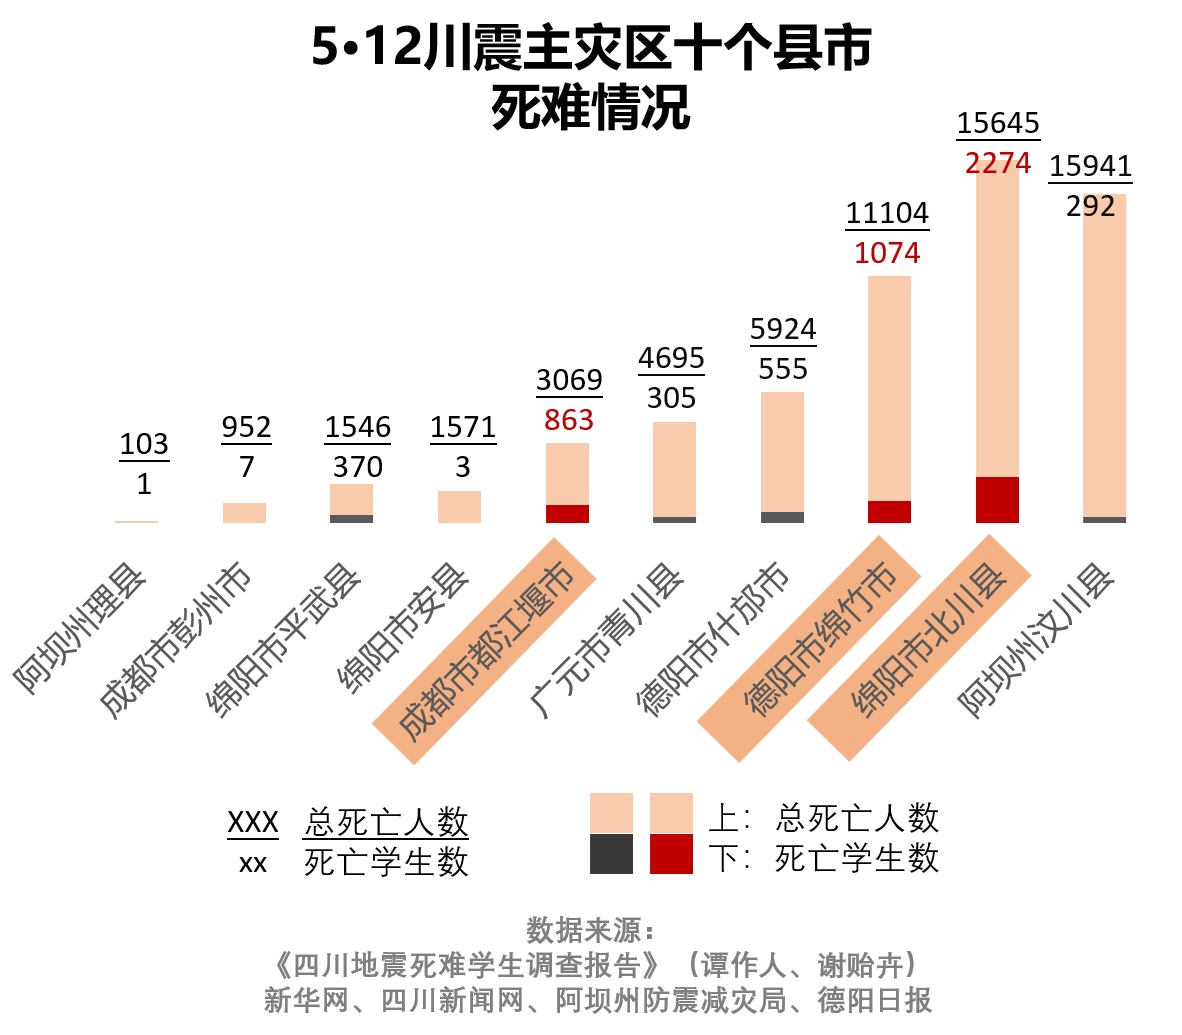 5•12川震主灾区十个县市
死难情况
103
1
952
7
1546
370
1571
3
3069
863
4695
305
5924
555
11104
1074
15645
2274
15941
292
阿坝州理县
成都市彭州市
绵阳市平武县
绵阳市安县
成都市都江堰市
广元市青川县
德阳市什邡市
德阳市绵竹市
绵阳市北川县
阿坝州汶川县
XXX 总死亡人数
xx 死亡学生数
上： 总死亡人数
下： 死亡学生数
数据来源：
《四川地震死难学生调查报告》（谭作人、谢贻卉）
新华网、四川新闻网、阿坝州防震减灾局、德阳日报